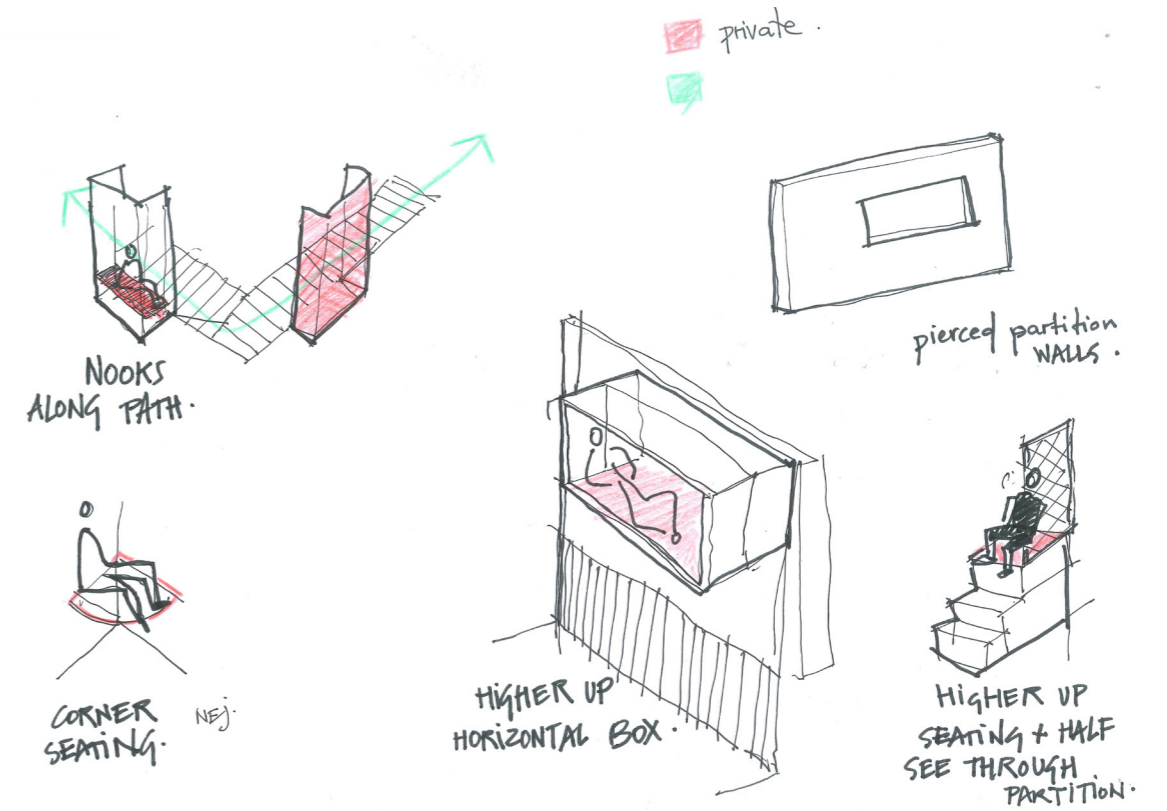 private.
pierced partition
WALLS.
NOOKS
ALONG PATH.
CORNER
SEATING.
NEJ.
HIGHER UP
HORIZONTAL BOX.
HIGHER UP
SEATING + HALF
SEE THROUGH
PARTITION.